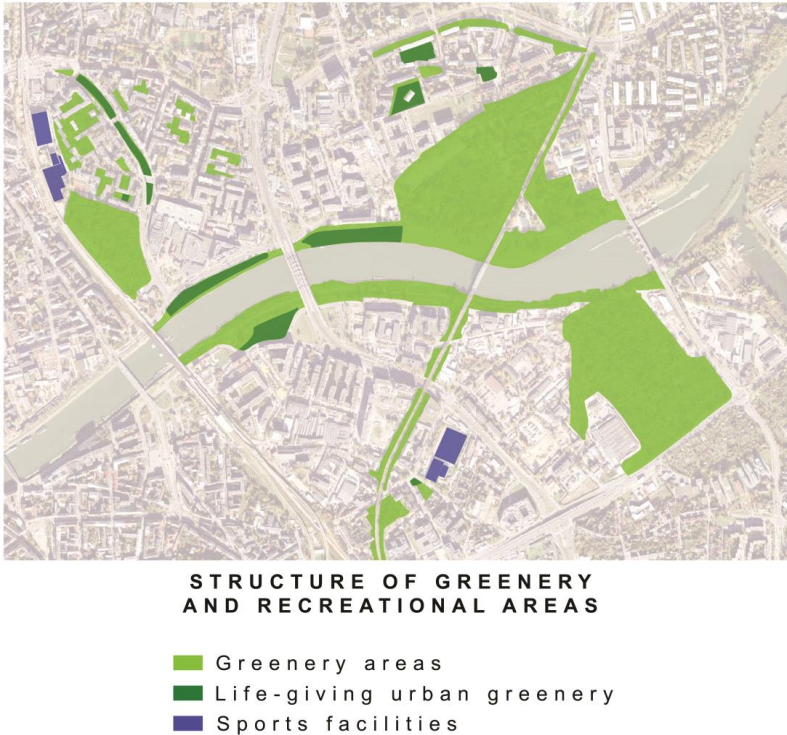 STRUCTURE OF GREENERY
AND RECREATIONAL AREAS
Greenery areas
Life-giving urban greenery
Sports facilities